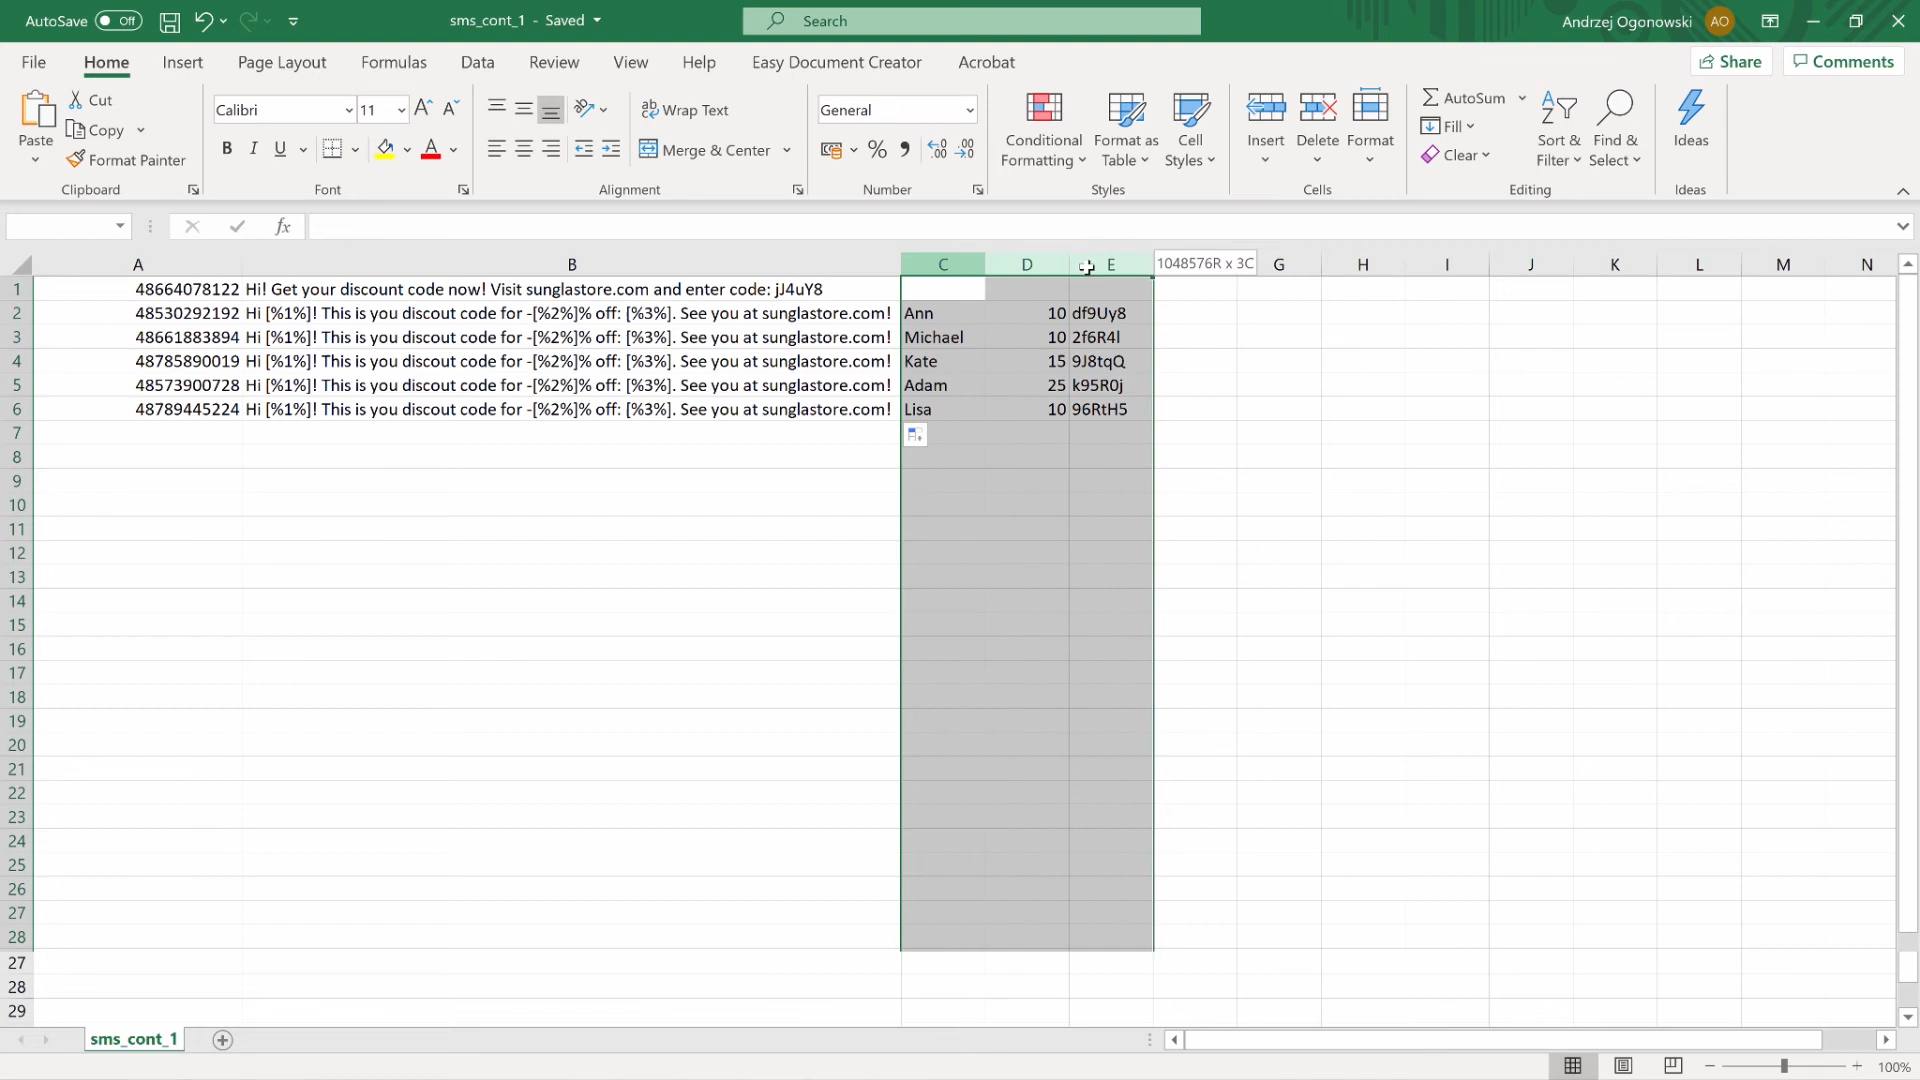 AutoSave Off sms_cont_1 - Saved Search Andrzej Ogonowski AO
File Home Insert Page Layout Formulas Data Review View Help Easy Document Creator Acrobat Share Comments
Paste Cut Copy Format Painter Clipboard
Calibri 11 B I U A Font
ab Wrap Text Merge & Center Alignment
General % Number
Conditional Formatting Format as Table Cell Styles Styles
Insert Delete Format Cells
AutoSum Fill Clear Sort & Filter Find & Select Editing
Ideas Ideas
fx
A B C D E 1048576R x 3C G H I J K L M N
1 48664078122 Hi! Get your discount code now! Visit sunglastore.com and enter code: jJ4uY8
2 48530292192 Hi [%1%]! This is you discout code for -[%2%]% off: [%3%]. See you at sunglastore.com! Ann 10 df9Uy8
3 48661883894 Hi [%1%]! This is you discout code for -[%2%]% off: [%3%]. See you at sunglastore.com! Michael 10 2f6R4l
4 48785890019 Hi [%1%]! This is you discout code for -[%2%]% off: [%3%]. See you at sunglastore.com! Kate 15 9J8tqQ
5 48573900728 Hi [%1%]! This is you discout code for -[%2%]% off: [%3%]. See you at sunglastore.com! Adam 25 k95R0j
6 48789445224 Hi [%1%]! This is you discout code for -[%2%]% off: [%3%]. See you at sunglastore.com! Lisa 10 96RtH5
7
8
9
10
11
12
13
14
15
16
17
18
19
20
21
22
23
24
25
26
27
28
27
28
29
sms_cont_1
100%